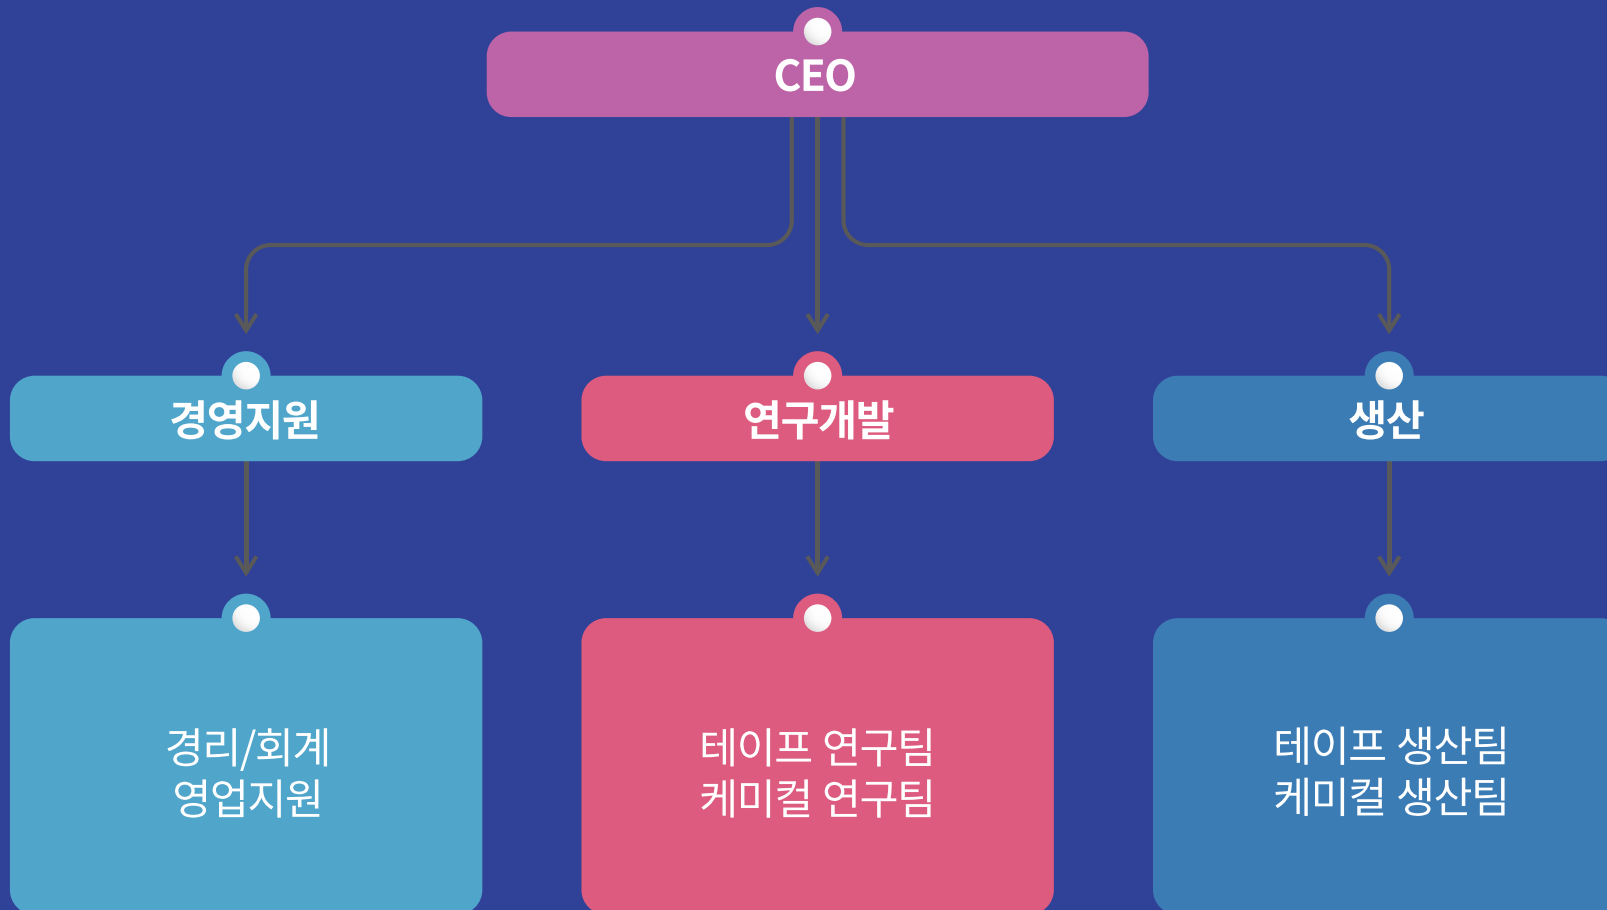 CEO
경영지원
연구개발
생산
경리/회계
영업지원
테이프 연구팀
케미컬 연구팀
테이프 생산팀
케미컬 생산팀